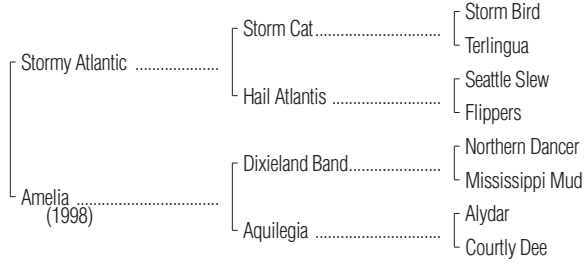 Storm Bird
Storm Cat....................
Terlingua
Stormy Atlantic ....................
Seattle Slew
Hail Atlantis ....................
Flippers
Northern Dancer
Dixieland Band....................
Mississippi Mud
Amelia ....................
(1998)
Alydar
Aquilegia ....................
Courtly Dee